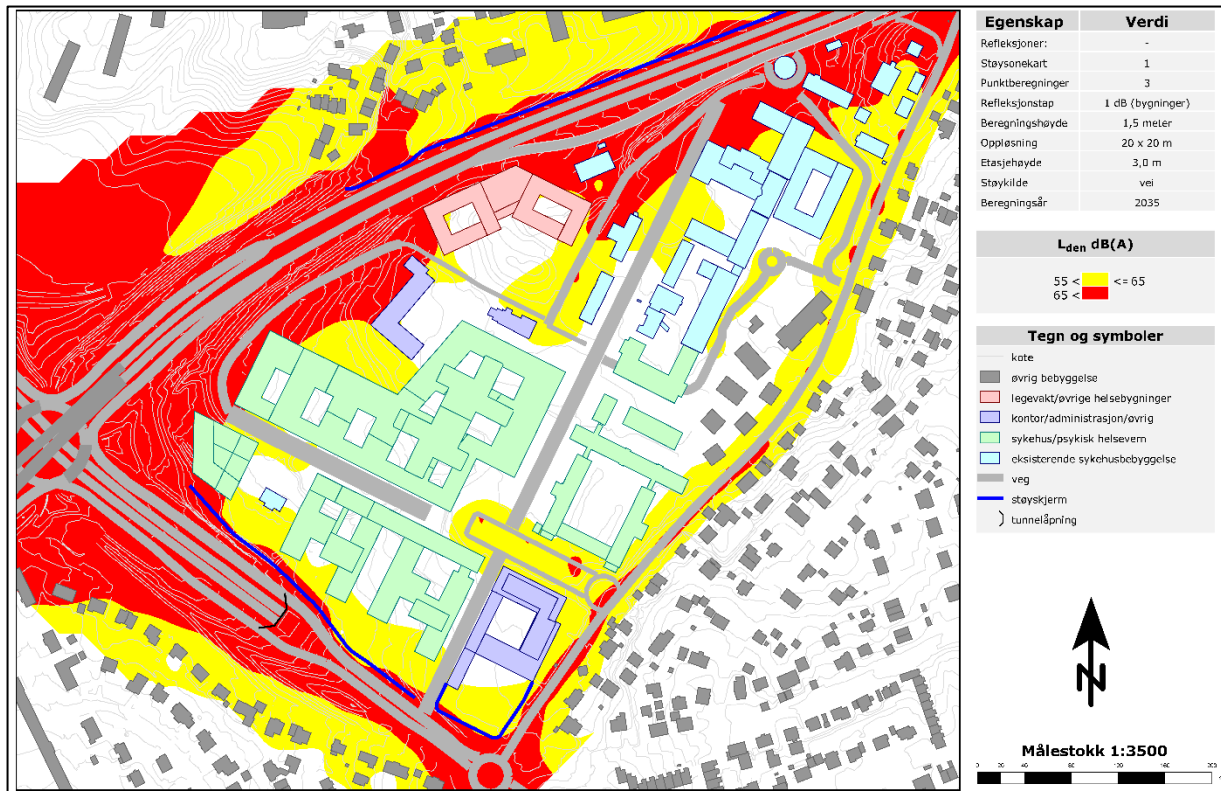 Egenskap Verdi
Refleksjoner: -
Støysonekart 1
Punktberegninger 3
Refleksjonstap 1 dB (bygninger)
Beregningshøyde 1,5 meter
Oppløsning 20 x 20 m
Etasjehøyde 3,0 m
Støykilde vei
Beregningsår 2035
Lden dB(A)
55 < <= 65
65 <
Tegn og symboler
kote
øvrig bebyggelse
legevakt/øvrige helsebygninger
kontor/administrasjon/øvrig
sykehus/psykisk helsevern
eksisterende sykehusbebyggelse
veg
støyskjerm
tunnelåpning
N
Målestokk 1:3500